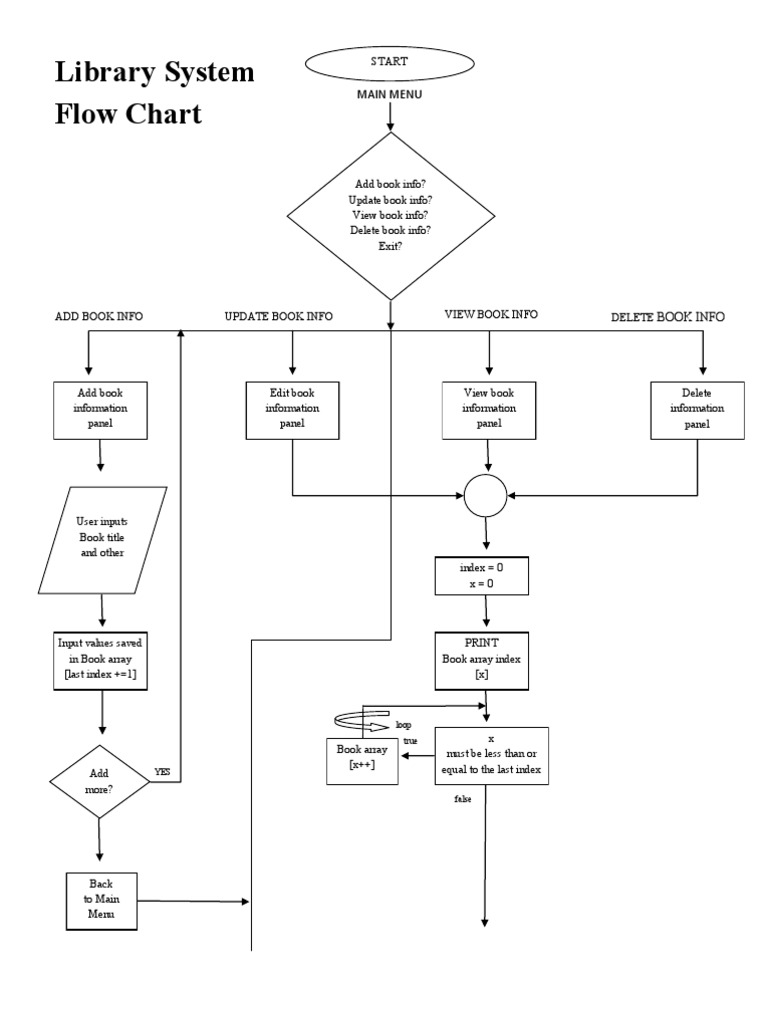 Library System
Flow Chart
START
MAIN MENU
Add book info?
Update book info?
View book info?
Delete book info?
Exit?
ADD BOOK INFO
UPDATE BOOK INFO
VIEW BOOK INFO
DELETE BOOK INFO
Add book
information
panel
Edit book
information
panel
View book
information
panel
Delete
information
panel
User inputs
Book title
and other
index = 0
x = 0
Input values saved
in Book array
[last index +=1]
PRINT
Book array index
[x]
loop
true
Book array
[x++]
x
must be less than or
equal to the last index
false
Add
more?
YES
Back
to Main
Menu